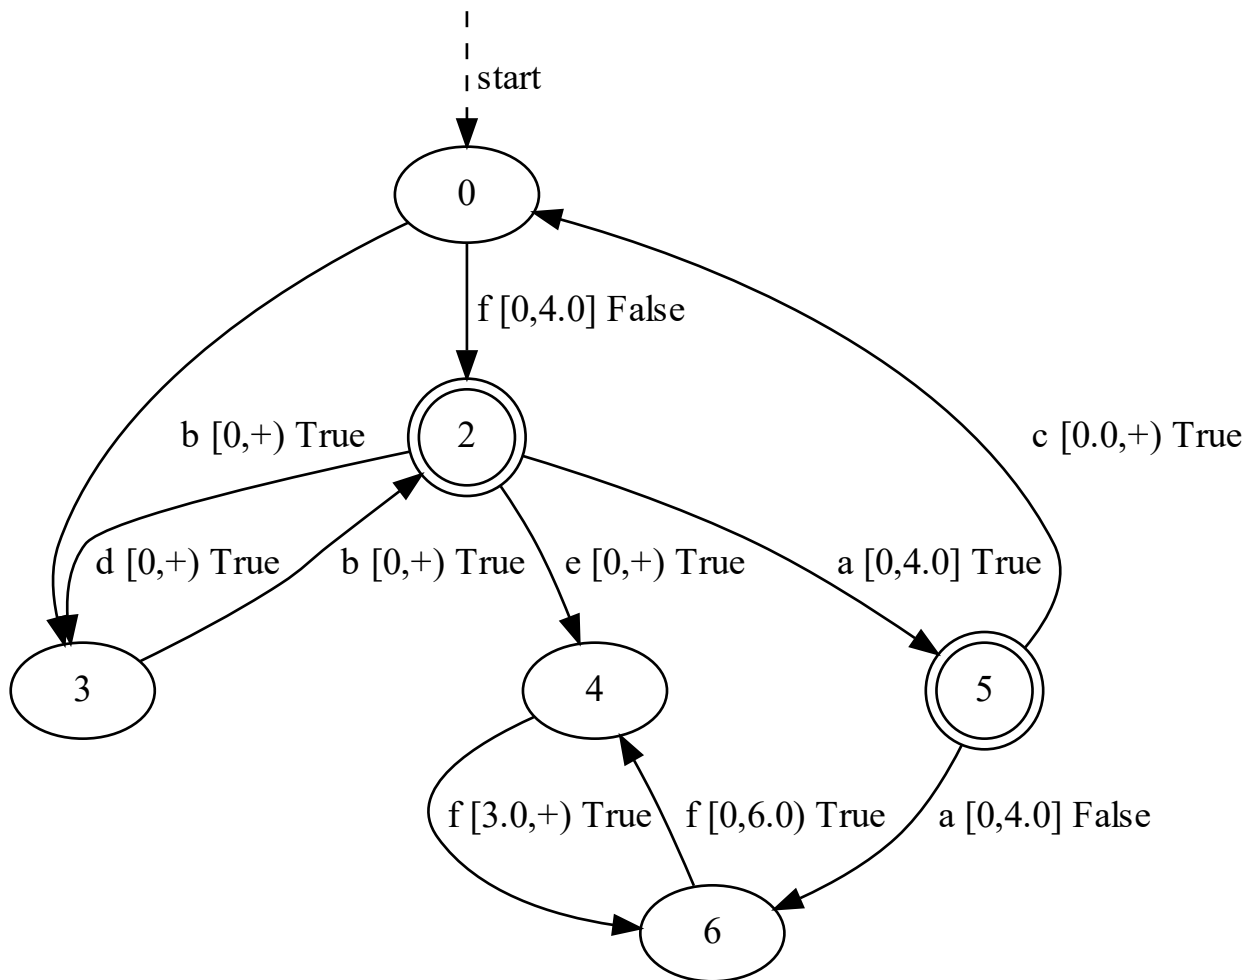 start
0
f [0,4.0] False
b [0,+) True
2
c [0.0,+) True
d [0,+) True
b [0,+) True
e [0,+) True
a [0,4.0] True
3
4
5
f [3.0,+) True
f [0,6.0) True
a [0,4.0] False
6